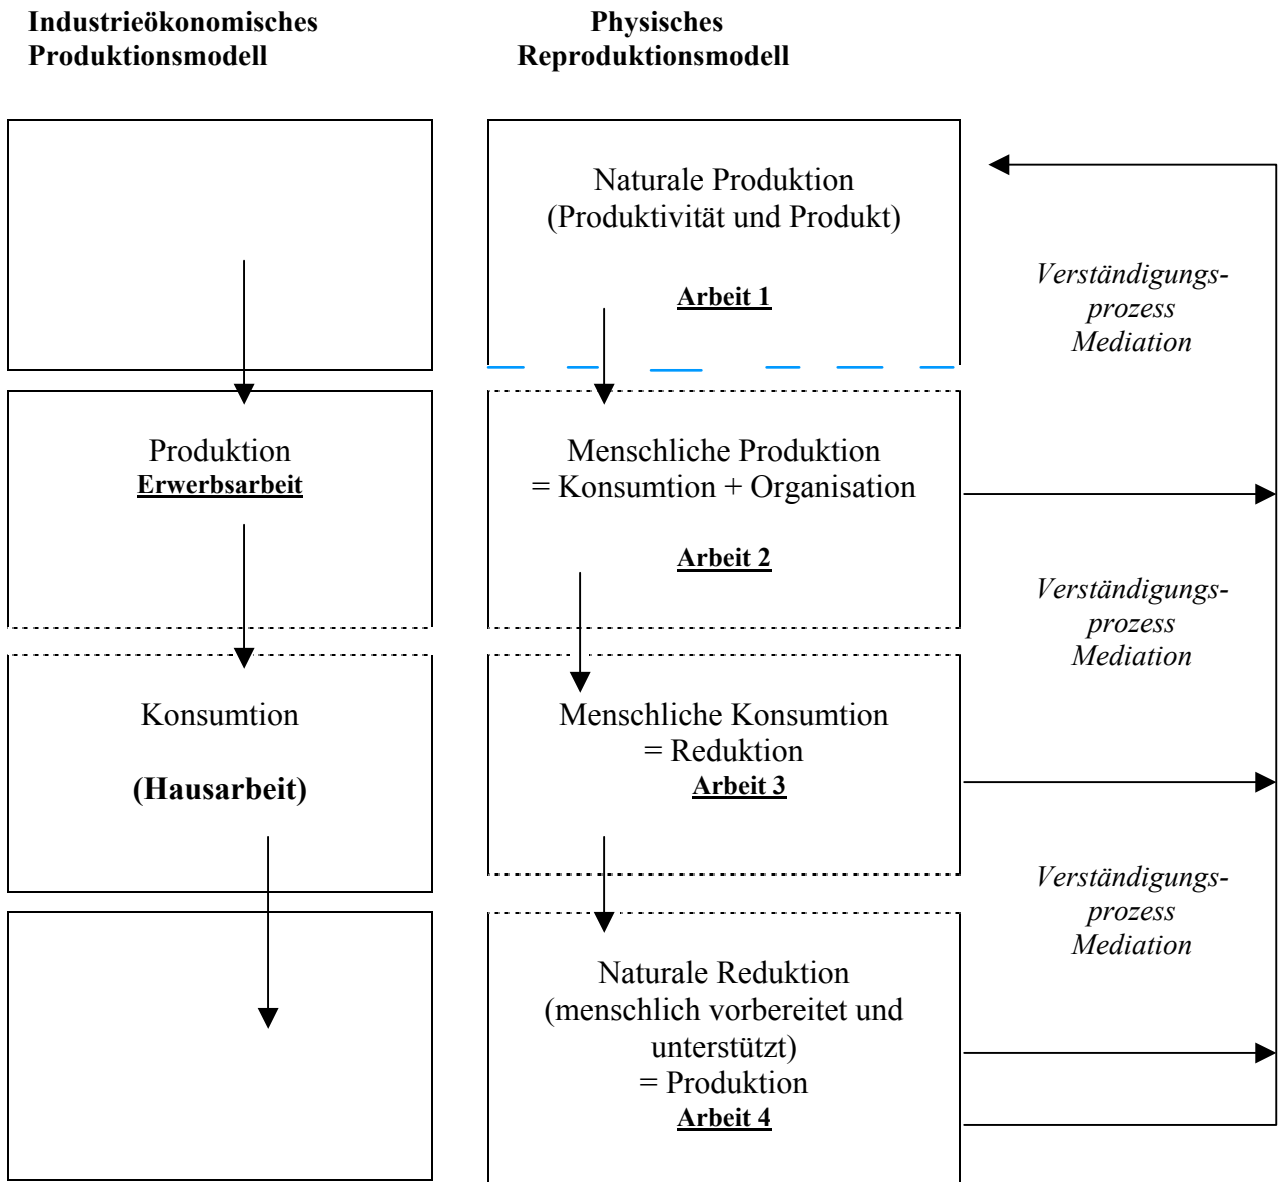 Industrieökonomisches
Produktionsmodell
Physisches
Reproduktionsmodell
Naturale Produktion
(Produktivität und Produkt)
Arbeit 1
Verständigungs-
prozess
Mediation
Produktion
Erwerbsarbeit
Menschliche Produktion
= Konsumtion + Organisation
Arbeit 2
Verständigungs-
prozess
Mediation
Konsumtion
(Hausarbeit)
Menschliche Konsumtion
= Reduktion
Arbeit 3
Verständigungs-
prozess
Mediation
Naturale Reduktion
(menschlich vorbereitet und
unterstützt)
= Produktion
Arbeit 4